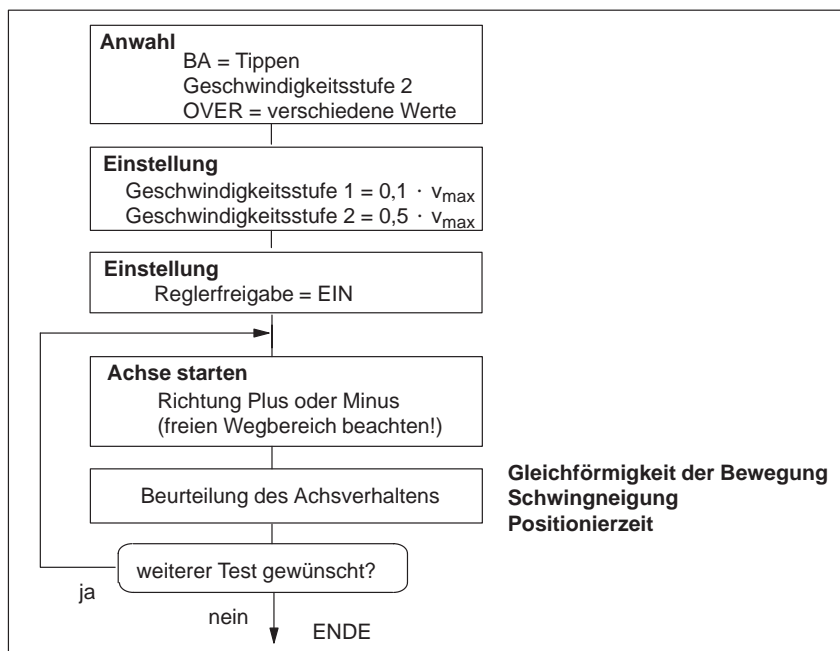 Anwahl
BA = Tippen
Geschwindigkeitsstufe 2
OVER = verschiedene Werte
Einstellung
Geschwindigkeitsstufe 1 = 0,1 · vmax
Geschwindigkeitsstufe 2 = 0,5 · vmax
Einstellung
Reglerfreigabe = EIN
Achse starten
Richtung Plus oder Minus
(freien Wegbereich beachten!)
Beurteilung des Achsverhaltens
Gleichförmigkeit der Bewegung
Schwingneigung
Positionierzeit
weiterer Test gewünscht?
ja
nein
ENDE